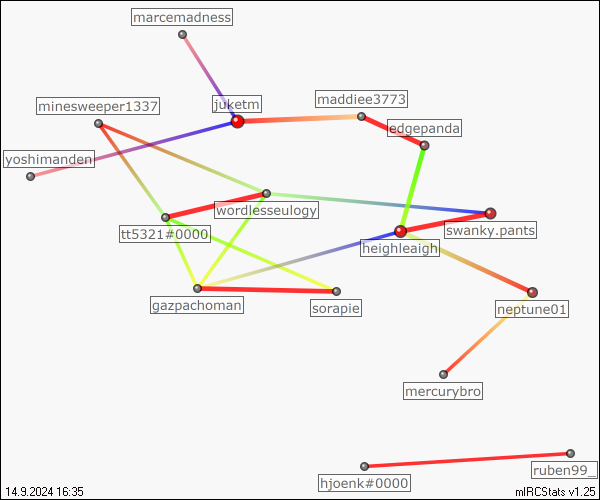 marcemadness
maddiee3773
minesweeper1337
juketm
edgepanda
yoshimanden
wordlesseulogy
tt5321#0000
swanky.pants
heighleaigh
gazpachoman
sorapie
neptune01
mercurybro
ruben99_
hjoenk#0000
14.9.2024 16:35
mIRCStats v1.25